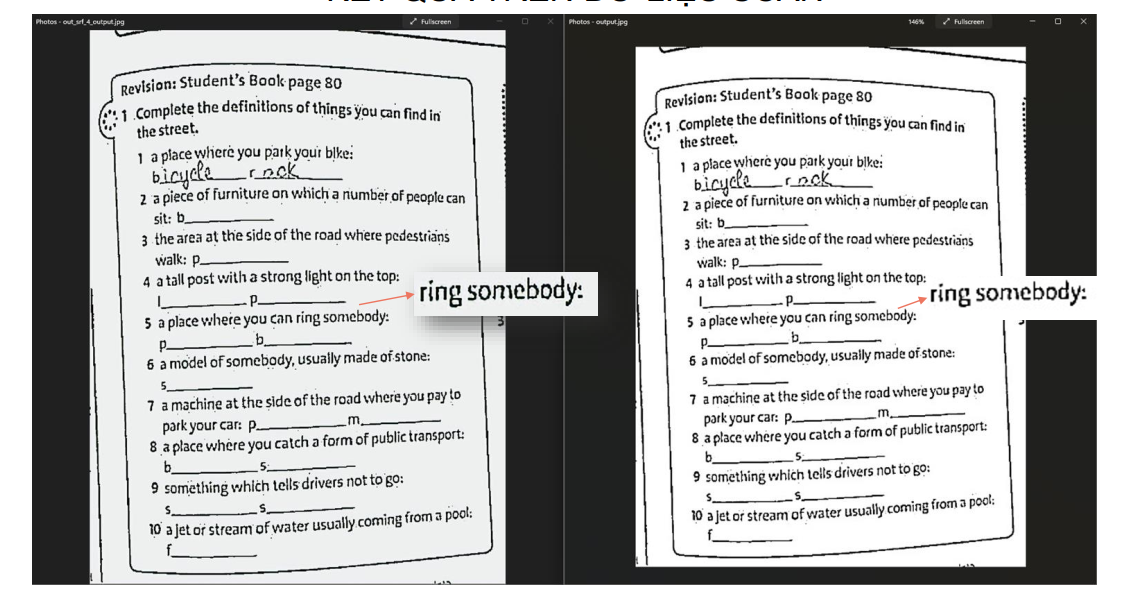 Photos - out_srf_4_output.jpg
Fullscreen
Revision: Student's Book page 80
1 Complete the definitions of things you can find in
the street.
1 a place where you park your bike:
bicycle r ack
2 a piece of furniture on which a number of people can
sit: b
3 the area at the side of the road where pedestrians
walk: p
4 a tall post with a strong light on the top:
l p
ring somebody:
5 a place where you can ring somebody:
3
p b
6 a model of somebody, usually made of stone:
s
7 a machine at the side of the road where you pay to
park your car: p m
8 a place where you catch a form of public transport:
b s
9 something which tells drivers not to go:
s s
10 a jet or stream of water usually coming from a pool:
f
Photos - output.jpg
146%
Fullscreen
Revision: Student's Book page 80
1 Complete the definitions of things you can find in
the street.
1 a place where you park your bike:
bicycle r ack
2 a piece of furniture on which a number of people can
sit: b
3 the area at the side of the road where pedestrians
walk: p
4 a tall post with a strong light on the top:
l p
ring somebody:
5 a place where you can ring somebody:
p b
6 a model of somebody, usually made of stone:
s
7 a machine at the side of the road where you pay to
park your car: p m
8 a place where you catch a form of public transport:
b s
9 something which tells drivers not to go:
s s
10 a jet or stream of water usually coming from a pool:
f